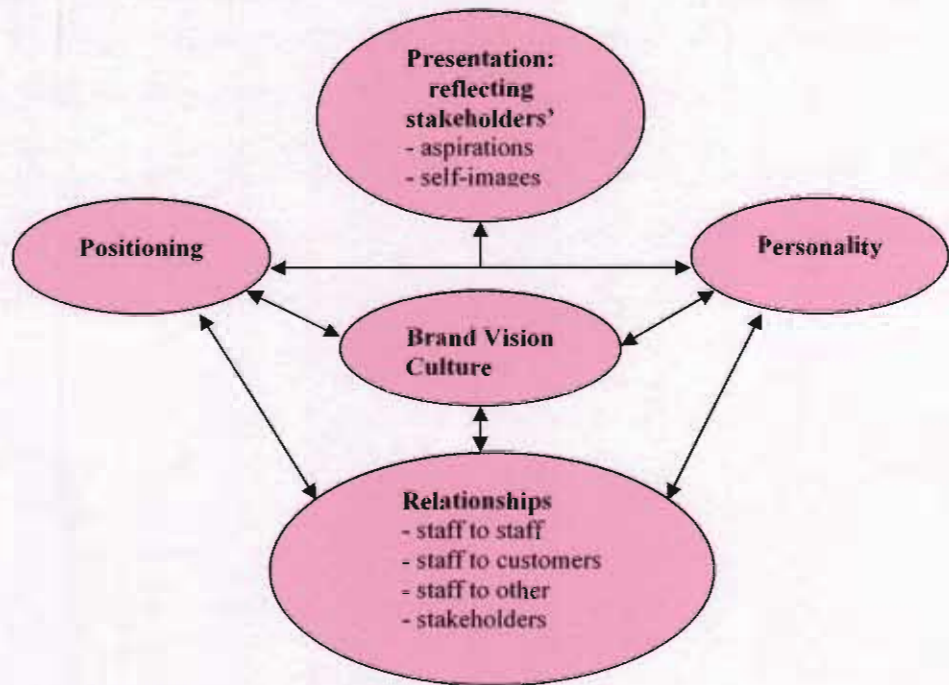 Presentation:
reflecting
stakeholders’
- aspirations
- self-images
Positioning
Personality
Brand Vision
Culture
Relationships
- staff to staff
- staff to customers
- staff to other
- stakeholders